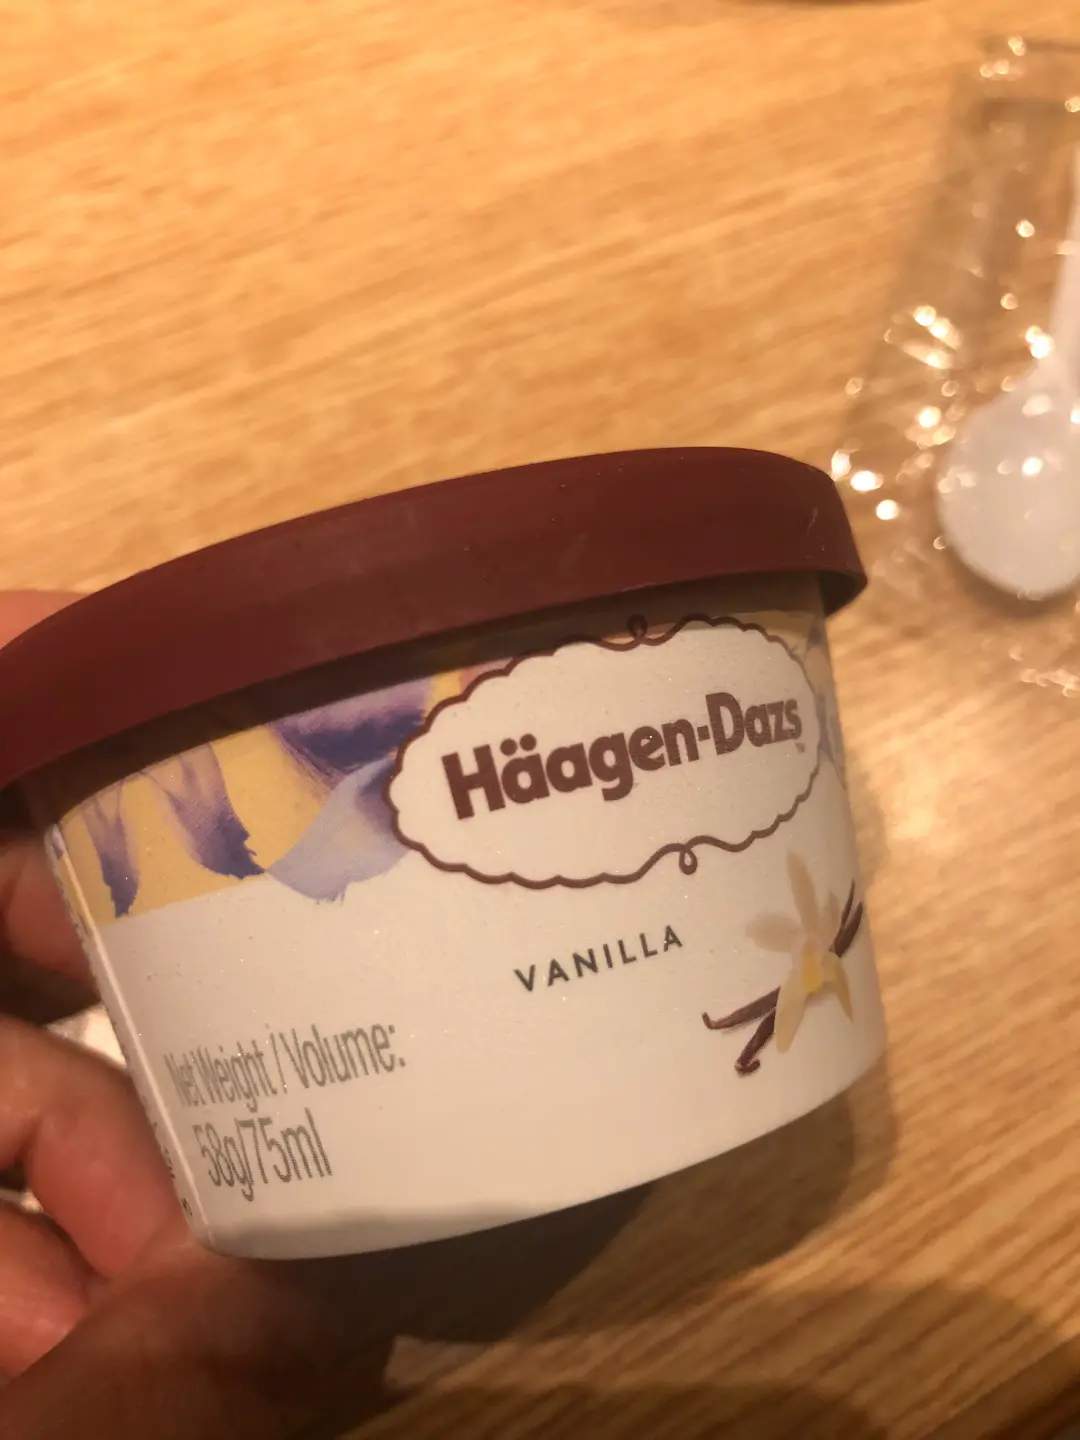 Häagen-Dazs
VANILLA
Net Weight / Volume:
58g/75ml